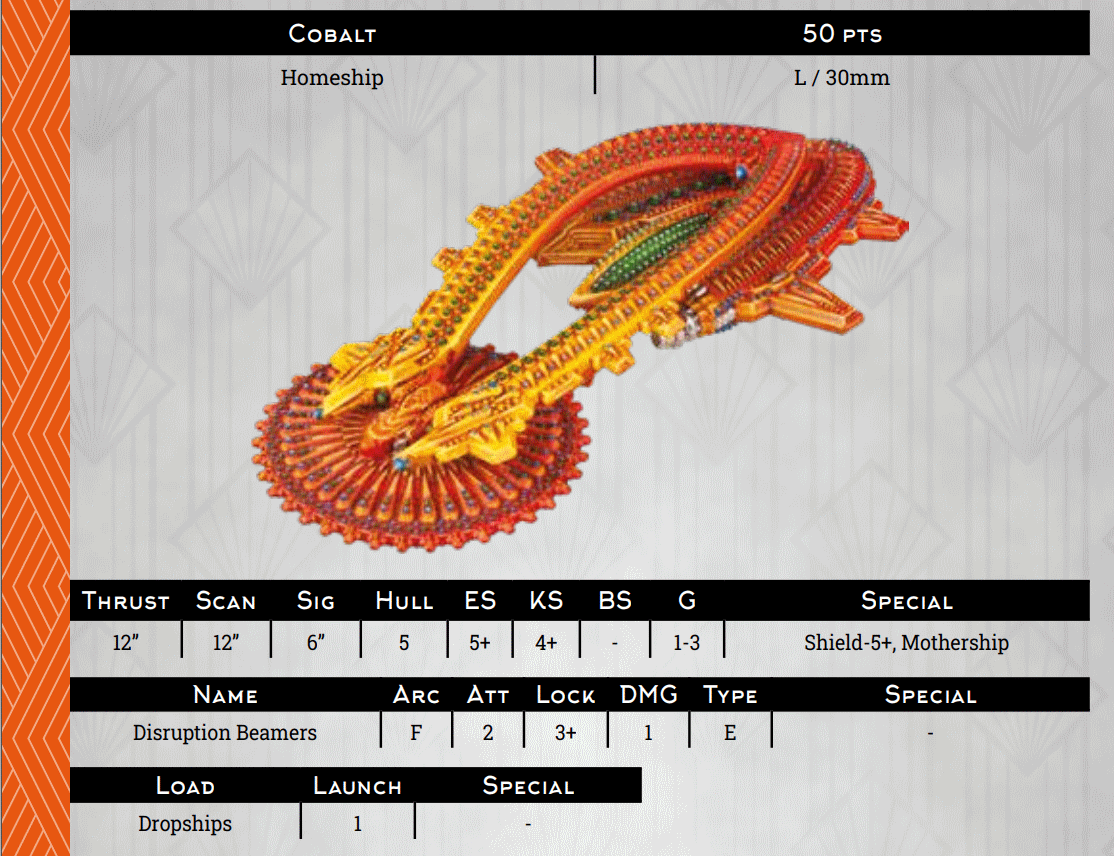 Cobalt 50 pts
Homeship L / 30mm
Thrust Scan Sig Hull ES KS BS G Special
12” 12” 6” 5 5+ 4+ - 1-3 Shield-5+, Mothership
Name Arc Att Lock DMG Type Special
Disruption Beamers F 2 3+ 1 E -
Load Launch Special
Dropships 1 -